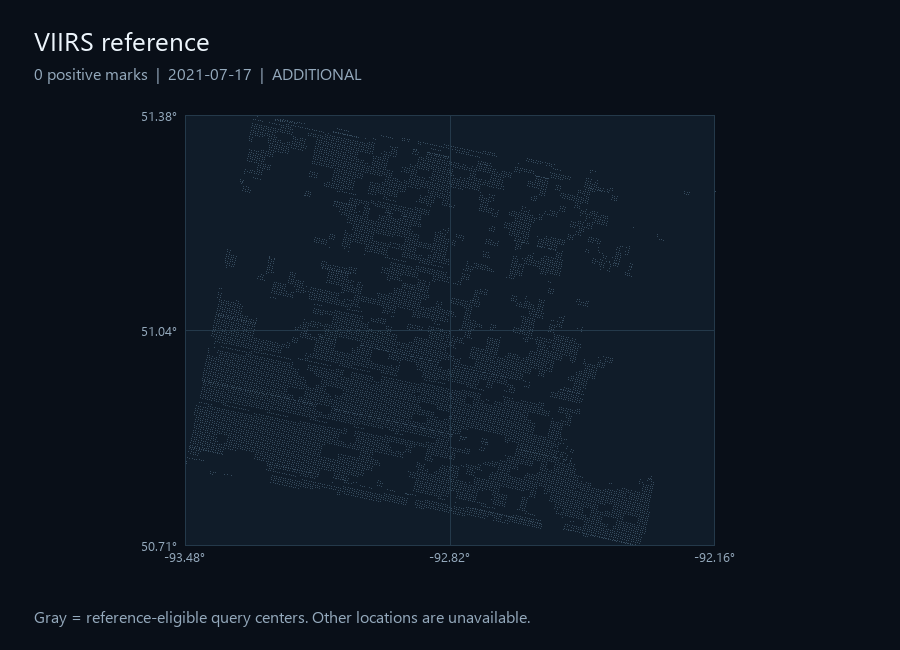 VIIRS reference
0 positive marks | 2021-07-17 | ADDITIONAL
51.38°
51.04°
50.71°
-93.48°
-92.82°
-92.16°
Gray = reference-eligible query centers. Other locations are unavailable.